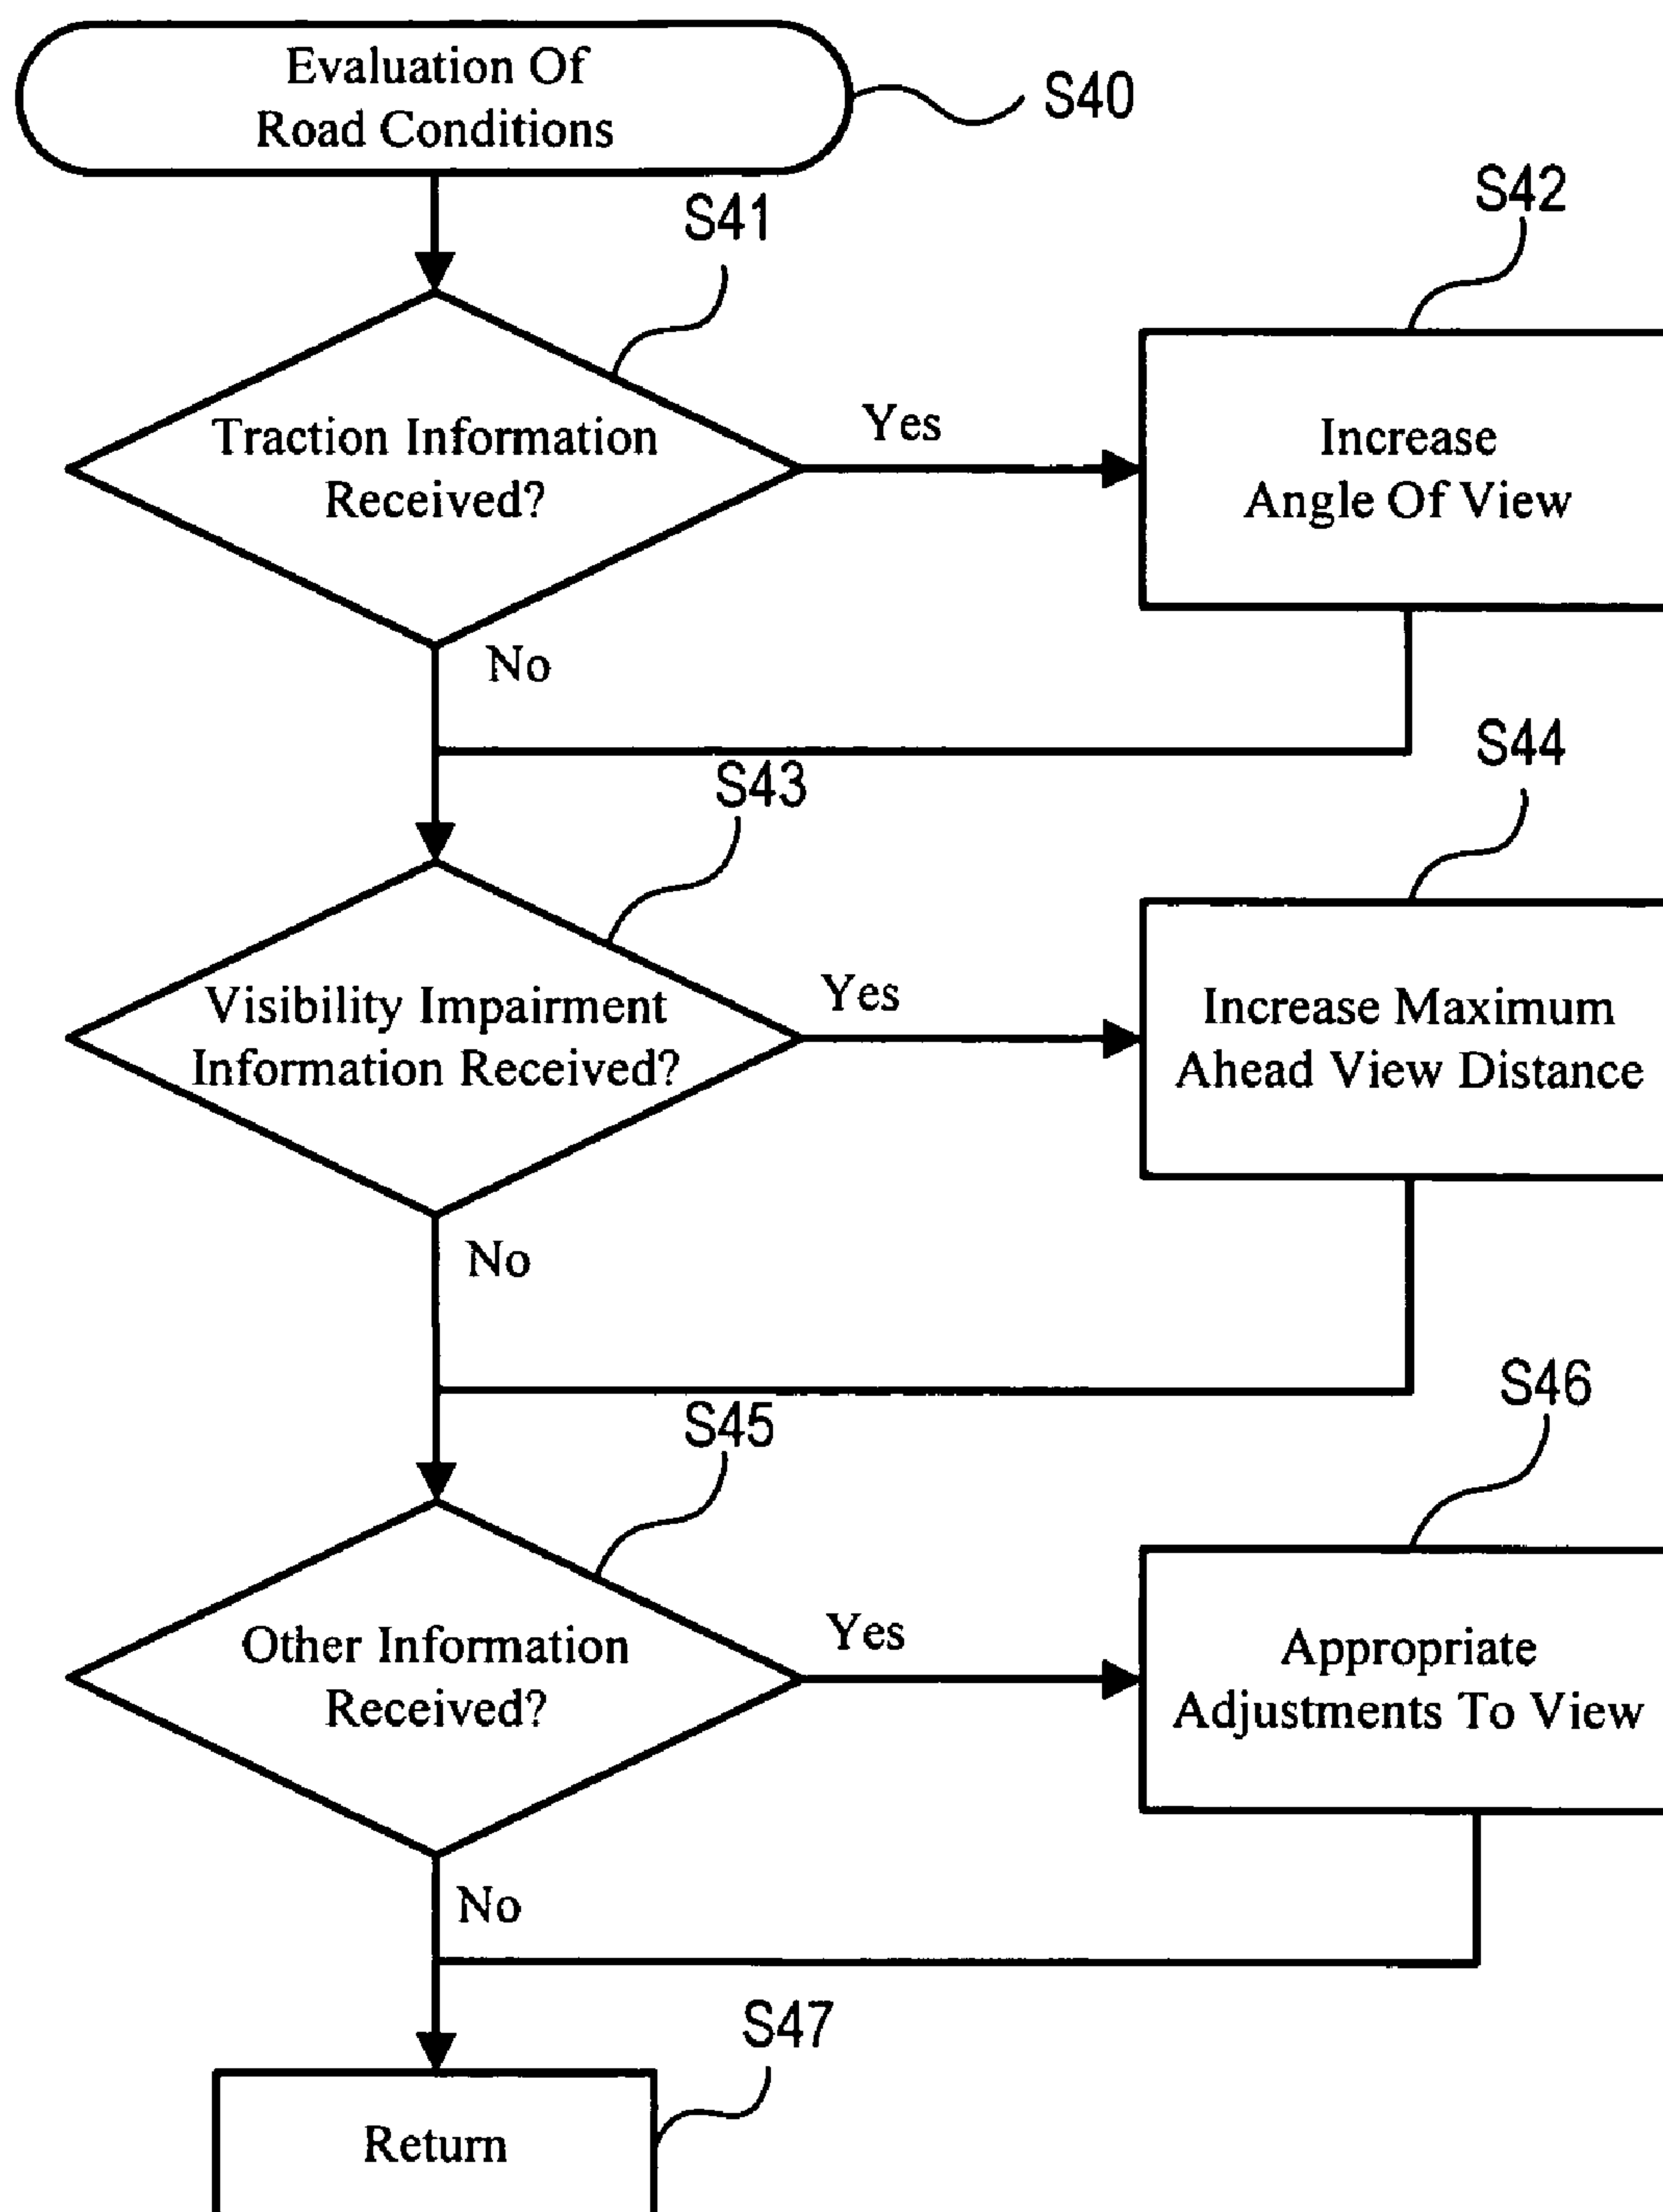 Evaluation Of
Road Conditions
S40
S41
S42
Traction Information
Received?
Yes
Increase
Angle Of View
No
S43
S44
Visibility Impairment
Information Received?
Yes
Increase Maximum
Ahead View Distance
No
S45
S46
Other Information
Received?
Yes
Appropriate
Adjustments To View
No
S47
Return